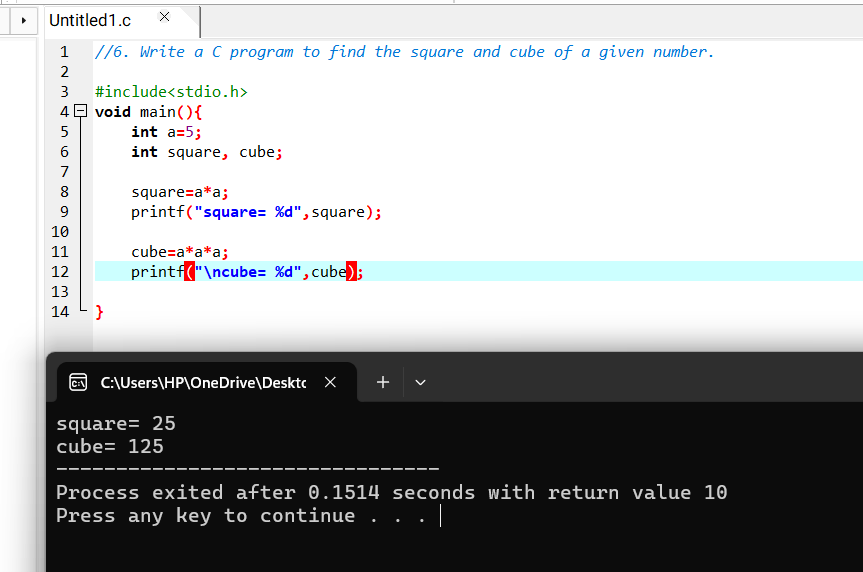 Untitled1.c
1 //6. Write a C program to find the square and cube of a given number.
2
3 #include<stdio.h>
4 void main(){
5 int a=5;
6 int square, cube;
7
8 square=a*a;
9 printf("square= %d",square);
10
11 cube=a*a*a;
12 printf("\ncube= %d",cube);
13
14 }
C:\Users\HP\OneDrive\Deskto
square= 25
cube= 125
--------------------------------
Process exited after 0.1514 seconds with return value 10
Press any key to continue . . .